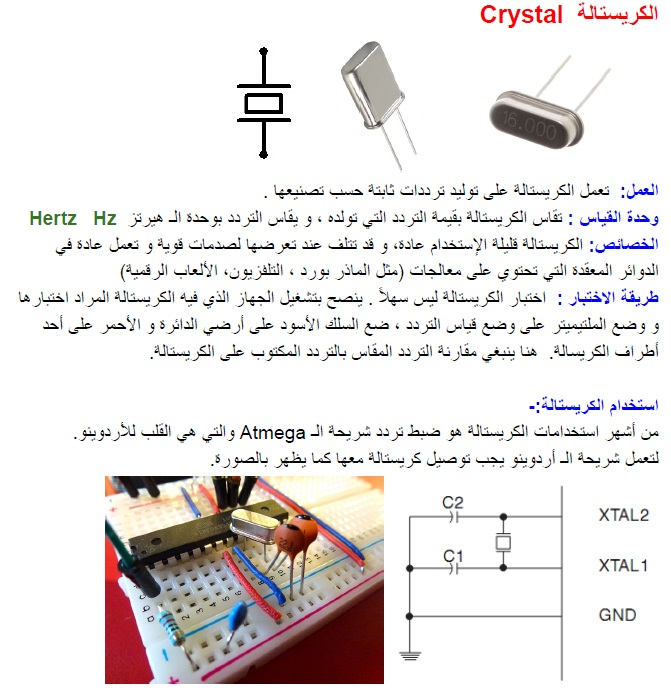 الكريستالة Crystal
16.000
العمل: تعمل الكريستالة على توليد ترددات ثابتة حسب تصنيعها .
وحدة القياس : تقاس الكريستالة بقيمة التردد التي تولده ، و يقاس التردد بوحدة الـ هيرتز Hertz Hz
الخصائص: الكريستالة قليلة الإستخدام عادة، و قد تتلف عند تعرضها لصدمات قوية و تعمل عادة في
الدوائر المعقدة التي تحتوي على معالجات (مثل الماذر بورد ، التلفزيون، الألعاب الرقمية)
طريقة الاختبار : اختبار الكريستالة ليس سهلاً . ينصح بتشغيل الجهاز الذي فيه الكريستالة المراد اختبارها
و وضع الملتيميتر على وضع قياس التردد ، ضع السلك الأسود على أرضي الدائرة و الأحمر على أحد
أطراف الكريسالة. هنا ينبغي مقارنة التردد المقاس بالتردد المكتوب على الكريستالة.
استخدام الكريستالة:-
من أشهر استخدامات الكريستالة هو ضبط تردد شريحة الـ Atmega والتي هي القلب للأردوينو.
لتعمل شريحة الـ أردوينو يجب توصيل كريستالة معها كما يظهر بالصورة.
C2
XTAL2
C1
XTAL1
GND